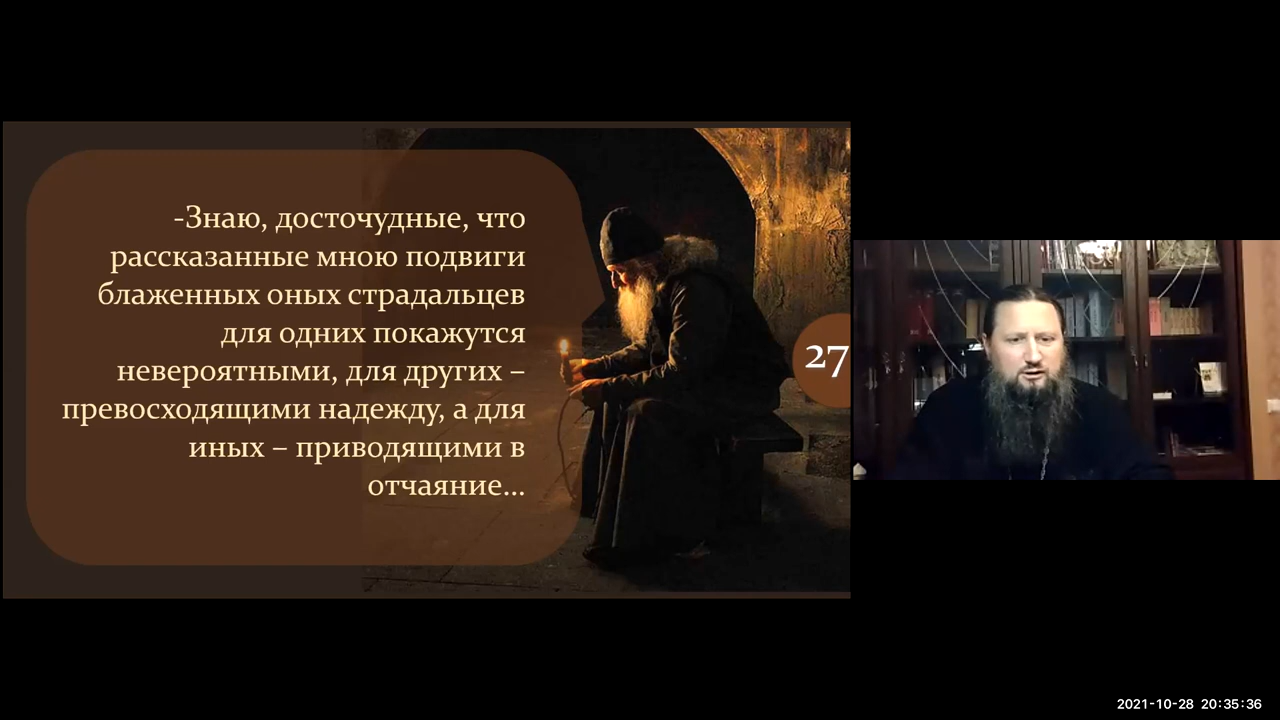 -Знаю, досточудные, что
рассказанные мною подвиги
блаженных оных страдальцев
для одних покажутся
невероятными, для других –
превосходящими надежду, а для
иных – приводящими в
отчаяние…
27
2021-10-28 20:35:36